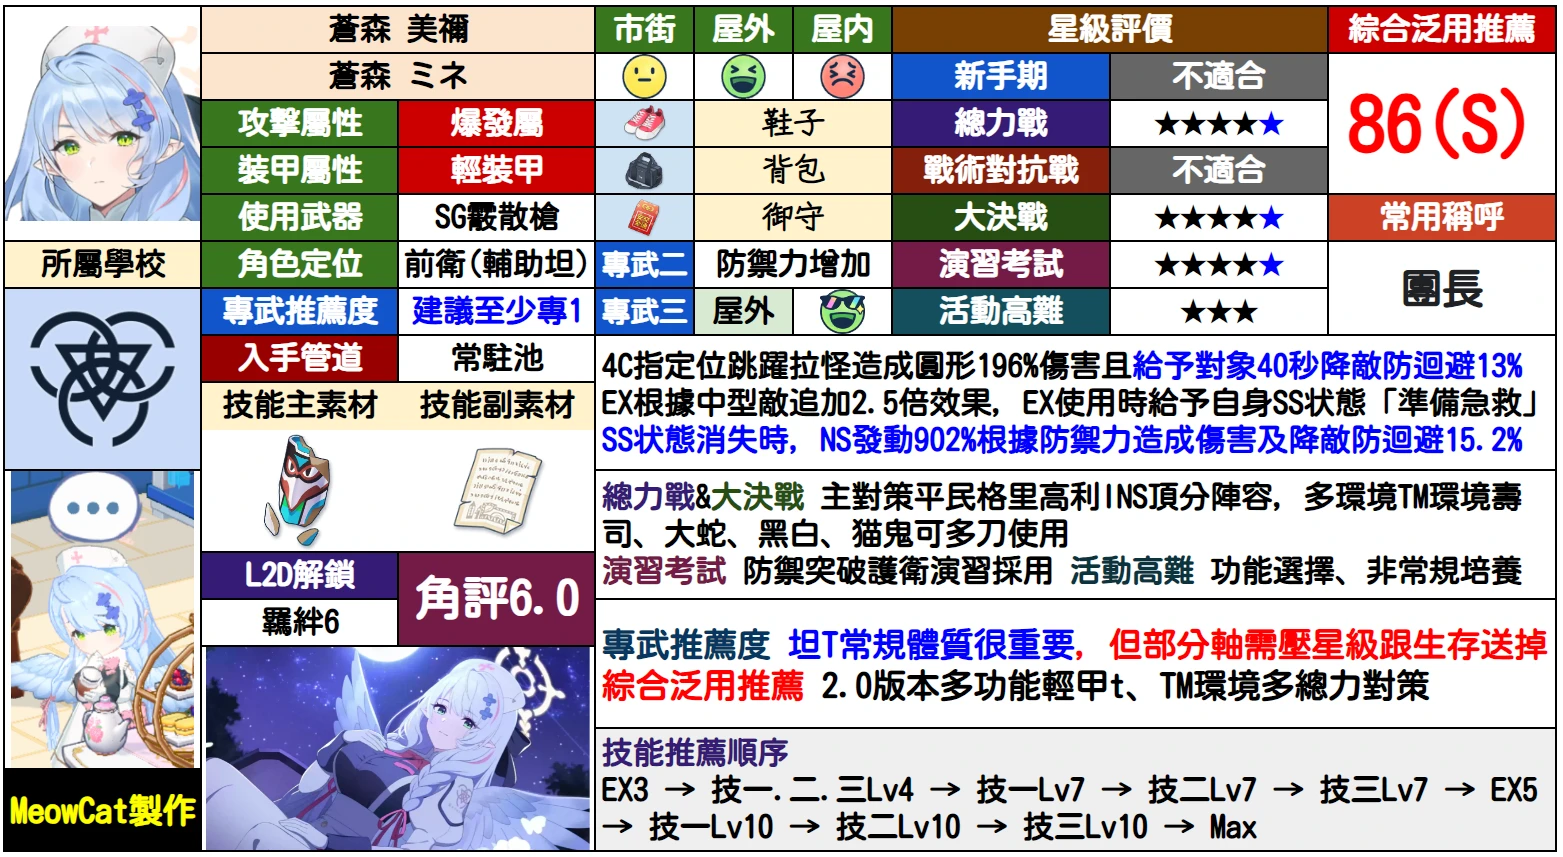 蒼森 美禰
蒼森 ミネ
攻擊屬性 爆發屬
裝甲屬性 輕裝甲
使用武器 SG霰散槍
所屬學校
角色定位 前衛(輔助坦)
專武推薦度 建議至少專1
入手管道 常駐池
技能主素材 技能副素材
L2D解鎖
羈絆6
角評6.0
MeowCat製作
市街 屋外 屋內
鞋子
背包
御守
專武二 防禦力增加
專武三 屋外
星級評價
新手期 不適合
總力戰 ★★★★★
戰術對抗戰 不適合
大決戰 ★★★★★
演習考試 ★★★★★
活動高難 ★★★
綜合泛用推薦
86(S)
常用稱呼
團長
4C指定位跳躍拉怪造成圓形196%傷害且給予對象40秒降敵防迴避13%
EX根據中型敵追加2.5倍效果, EX使用時給予自身SS狀態「準備急救」
SS狀態消失時, NS發動902%根據防禦力造成傷害及降敵防迴避15.2%
總力戰&大決戰 主對策平民格里高利INS頂分陣容, 多環境TM環境壽
司、大蛇、黑白、猫鬼可多刀使用
演習考試 防禦突破護衛演習採用 活動高難 功能選擇、非常規培養
專武推薦度 坦T常規體質很重要, 但部分軸需壓星級跟生存送掉
綜合泛用推薦 2.0版本多功能輕甲t、TM環境多總力對策
技能推薦順序
EX3 → 技一.二.三Lv4 → 技一Lv7 → 技二Lv7 → 技三Lv7 → EX5
→ 技一Lv10 → 技二Lv10 → 技三Lv10 → Max